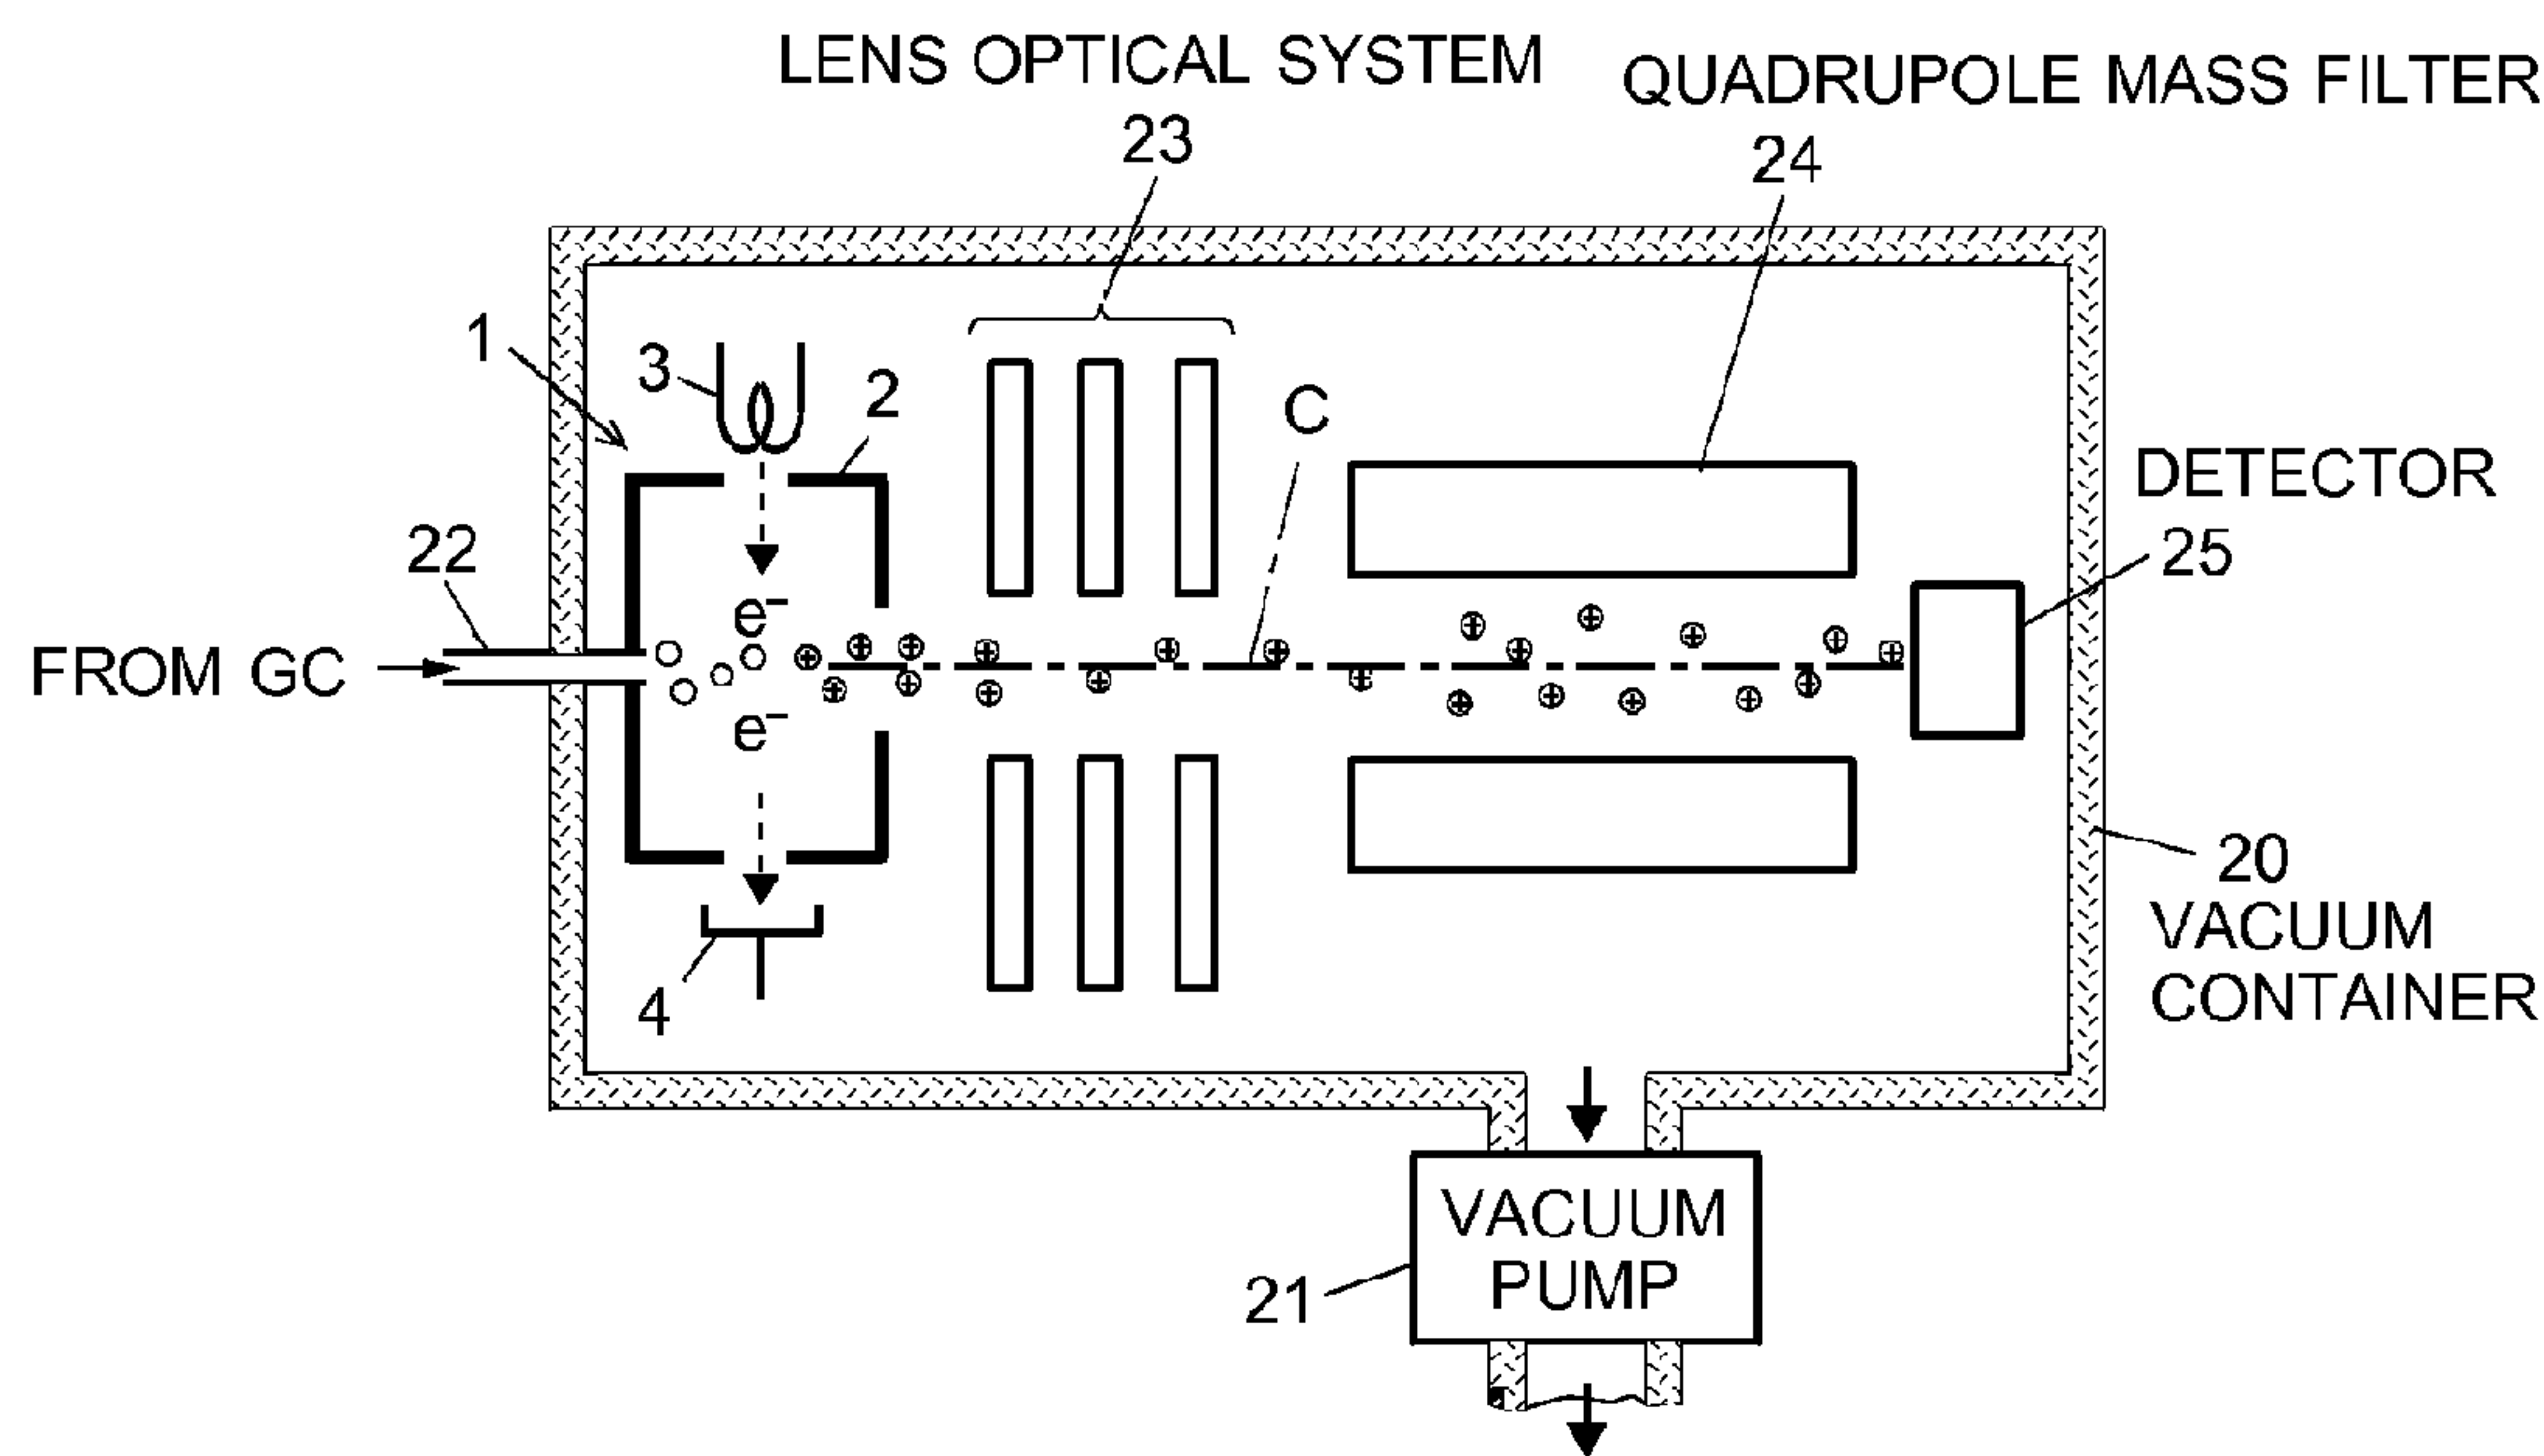 LENS OPTICAL SYSTEM
23
QUADRUPOLE MASS FILTER
24
1
3
2
C
DETECTOR
25
22
FROM GC
e⁻
e⁻
4
20
VACUUM
CONTAINER
VACUUM
PUMP
21